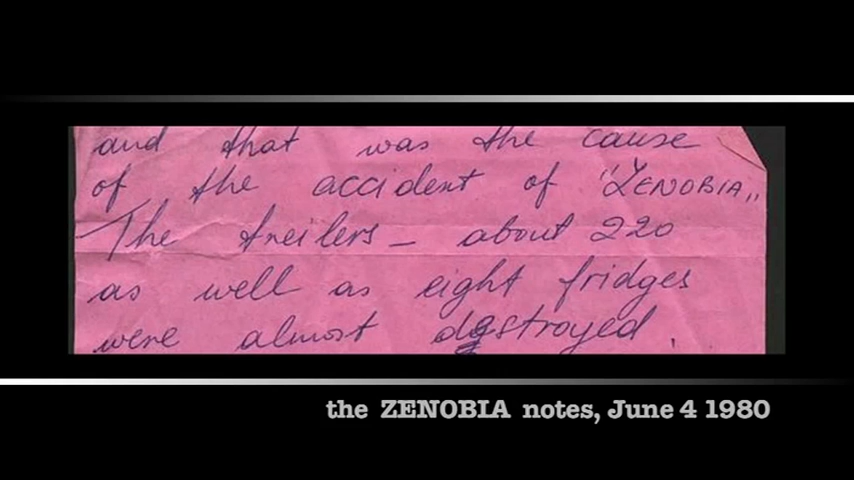 and that was the cause
of the accident of "ZENOBIA„
The treilers - about 220
as well as eight fridges
were almost destroyed.
the ZENOBIA notes, June 4 1980